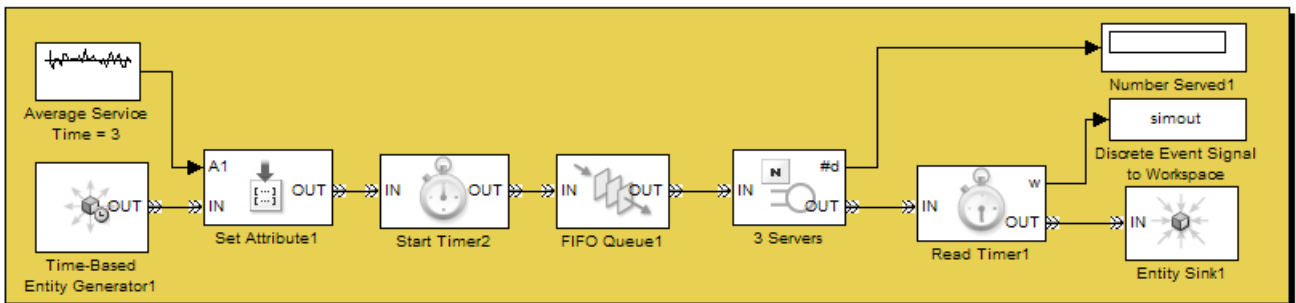 Average Service
Time = 3
OUT
Time-Based
Entity Generator1
A1
IN
[...]
OUT
Set Attribute1
IN
OUT
Start Timer2
IN
OUT
FIFO Queue1
IN
N
#d
OUT
3 Servers
IN
w
OUT
Read Timer1
Number Served1
simout
Discrete Event Signal
to Workspace
IN
Entity Sink1